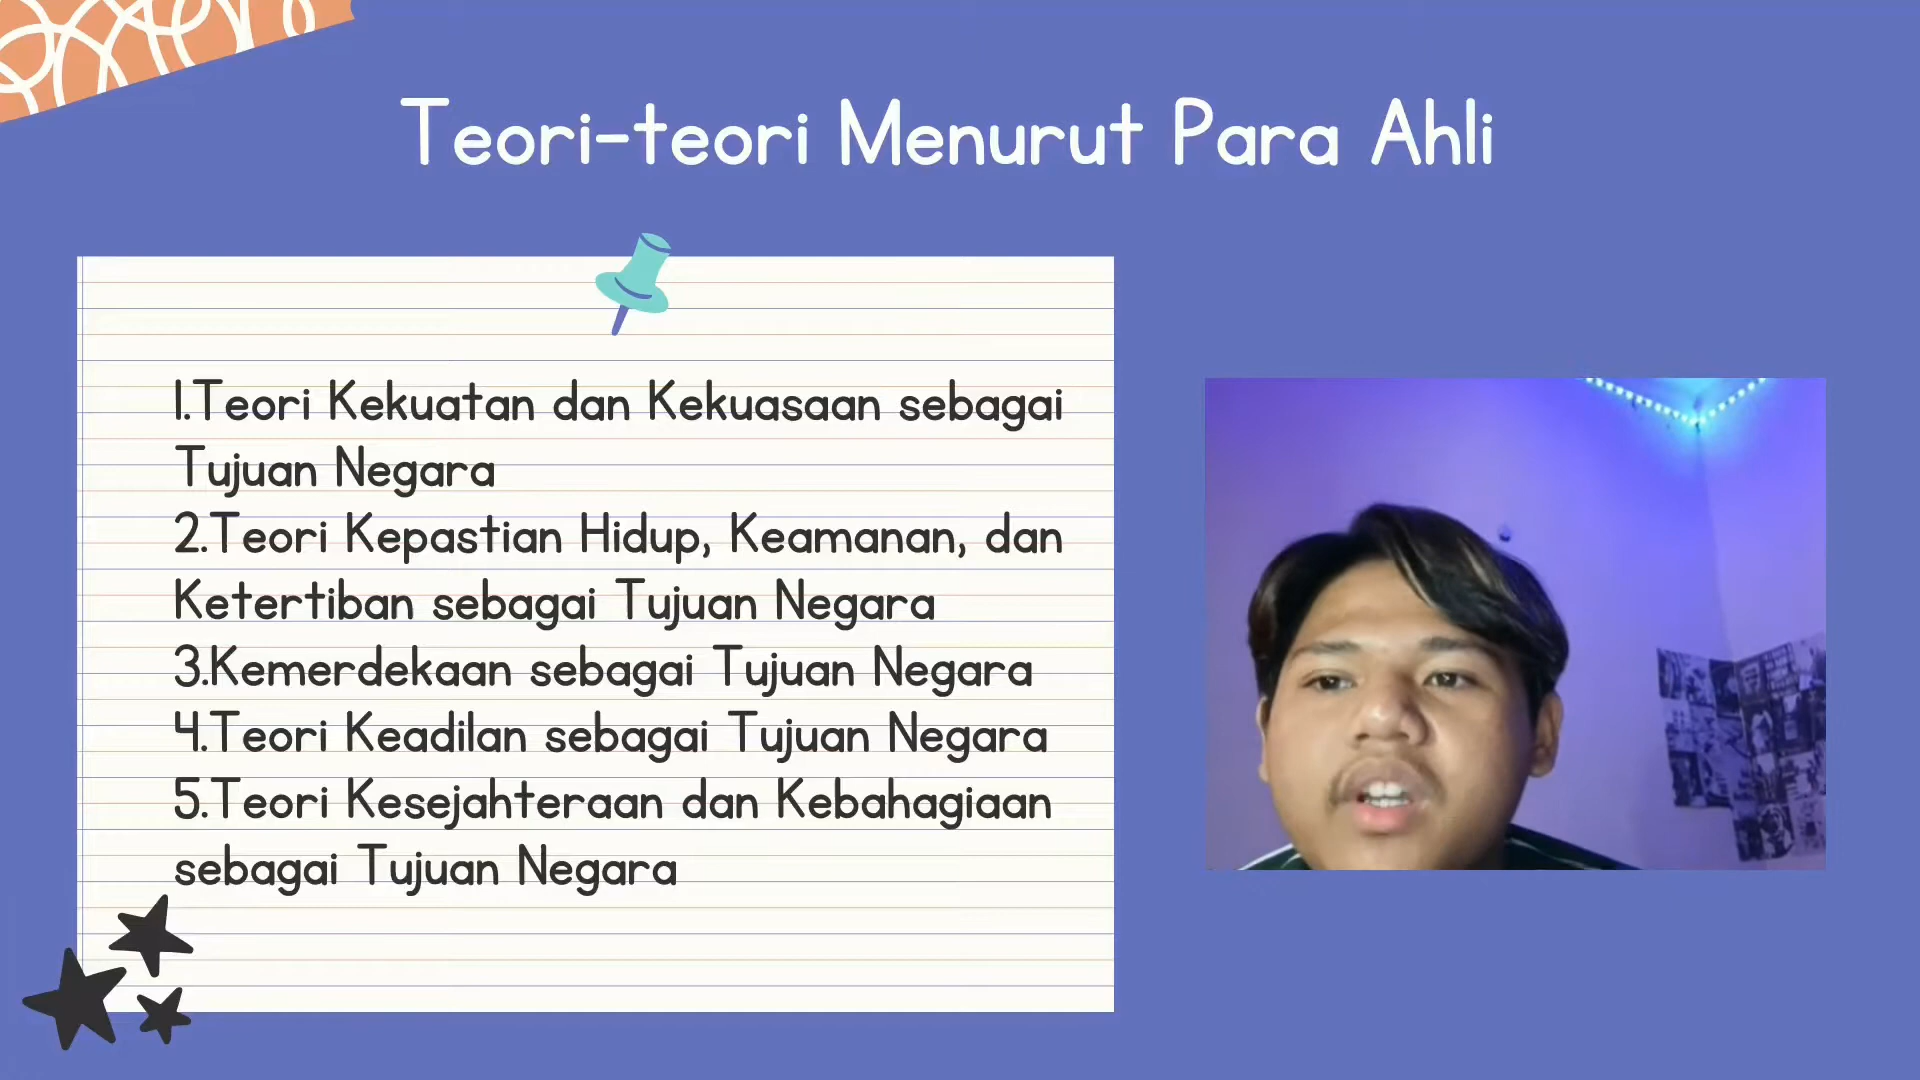 Teori-teori Menurut Para Ahli
1.Teori Kekuatan dan Kekuasaan sebagai
Tujuan Negara
2.Teori Kepastian Hidup, Keamanan, dan
Ketertiban sebagai Tujuan Negara
3.Kemerdekaan sebagai Tujuan Negara
4.Teori Keadilan sebagai Tujuan Negara
5.Teori Kesejahteraan dan Kebahagiaan
sebagai Tujuan Negara